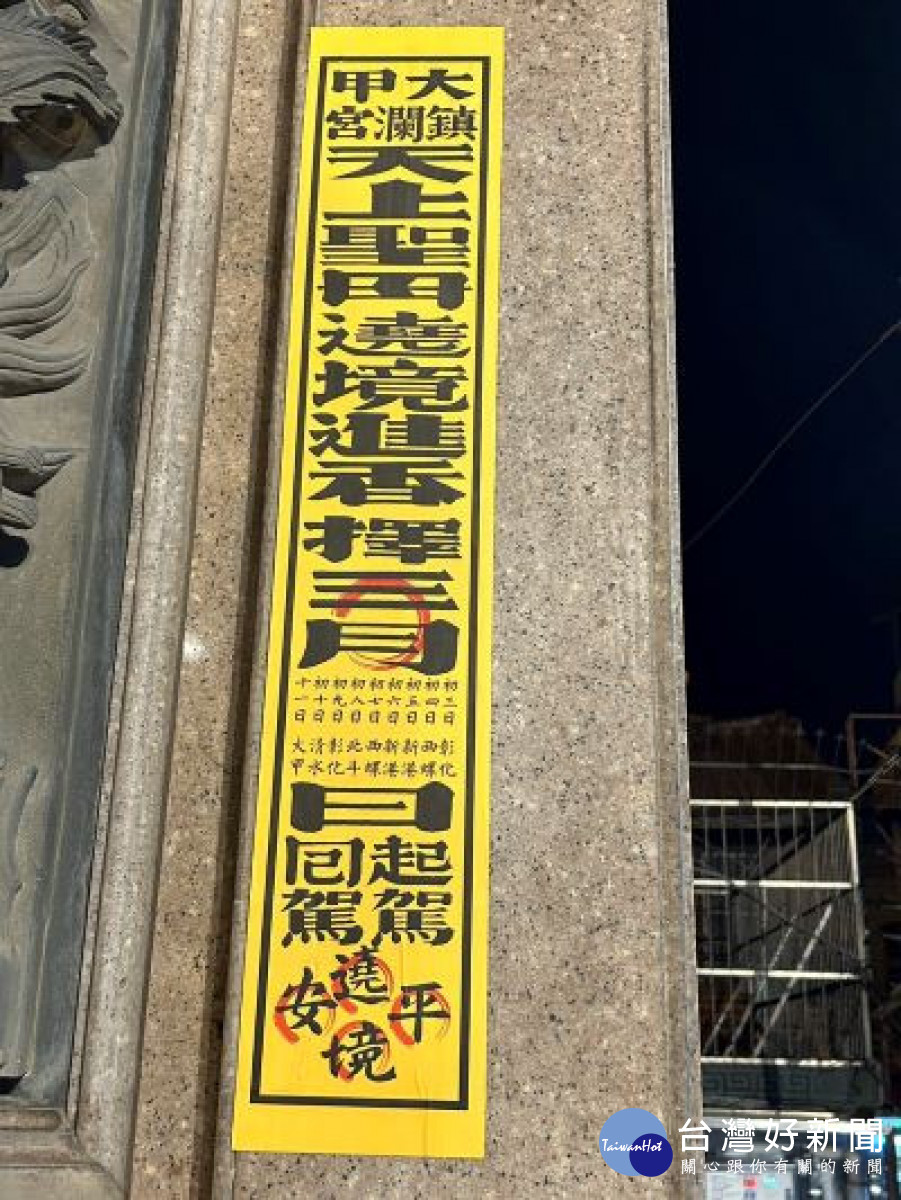 大甲
鎮瀾宮
天上聖母遶境進香擇三月
初三日 彰化
初四日 西螺
初五日 新港
初六日 新港
初七日 西螺
初八日 北斗
初九日 彰化
初十日 清水
十一日 大甲
日
起駕
回駕
平安
遶境
TaiwanHot
台灣好新聞
關心跟你有關的新聞